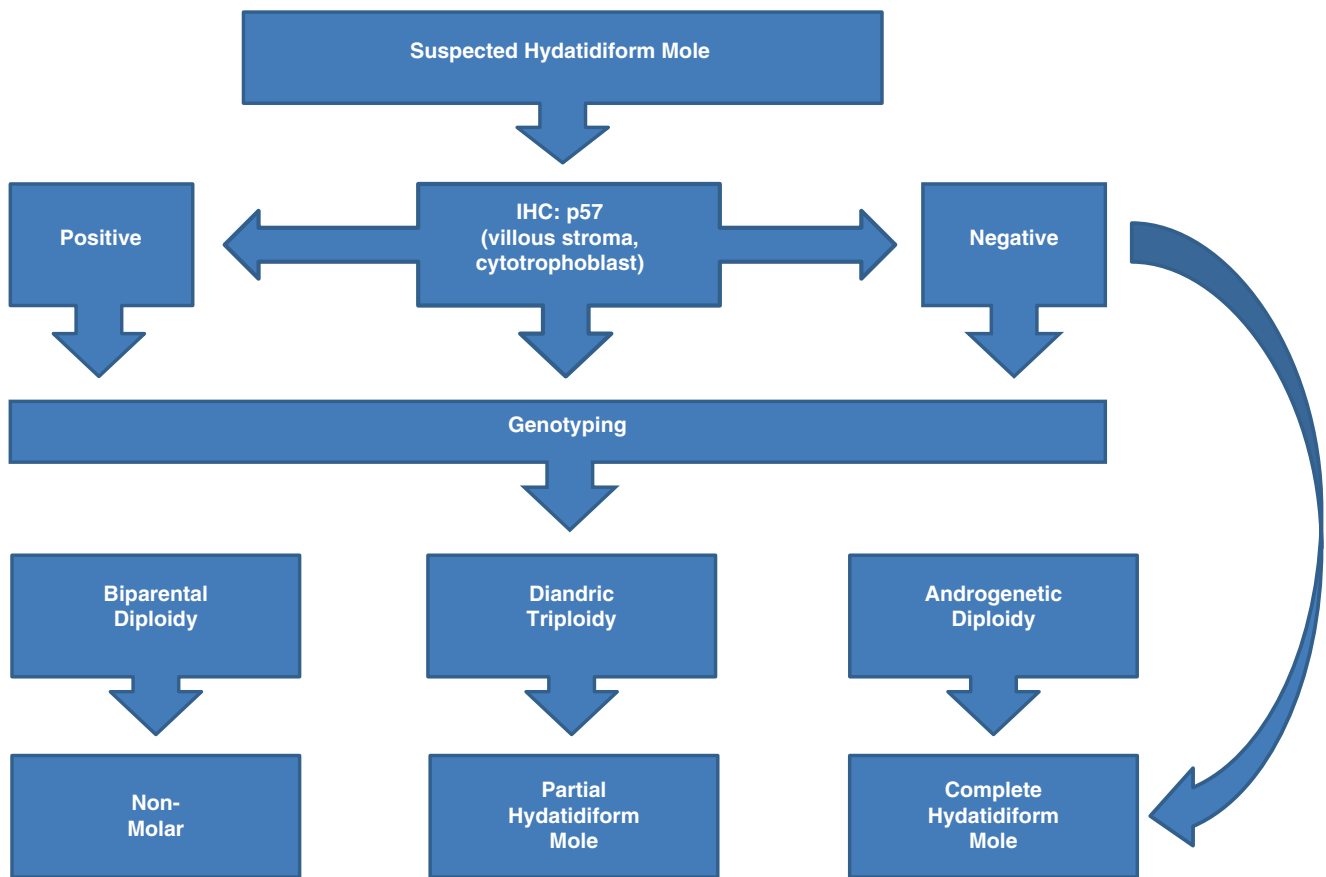 Suspected Hydatidiform Mole
Positive
IHC: p57
(villous stroma,
cytotrophoblast)
Negative
Genotyping
Biparental
Diploidy
Diandric
Triploidy
Androgenetic
Diploidy
Non-
Molar
Partial
Hydatidiform
Mole
Complete
Hydatidiform
Mole